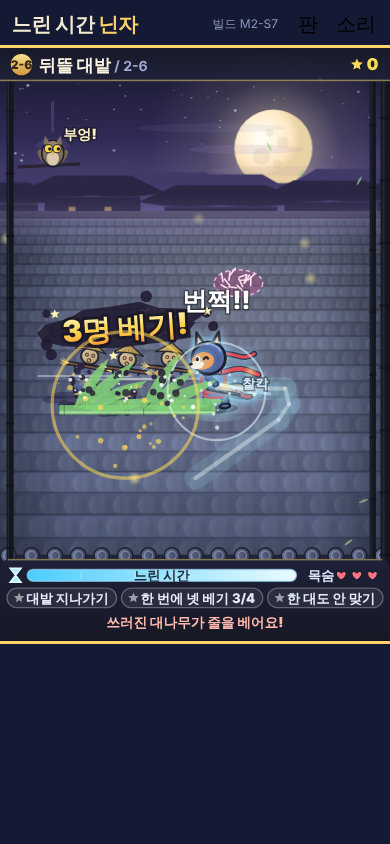 느린 시간 닌자 빌드 M2-S7 판 소리
2-6 뒤뜰 대밭 / 2-6 ★ 0
부엉!
번쩍!!
3명 베기!
찰칵
느린 시간 목숨
대발 지나가기 한 번에 넷 베기 3/4 한 대도 안 맞기
쓰러진 대나무가 줄을 베어요!